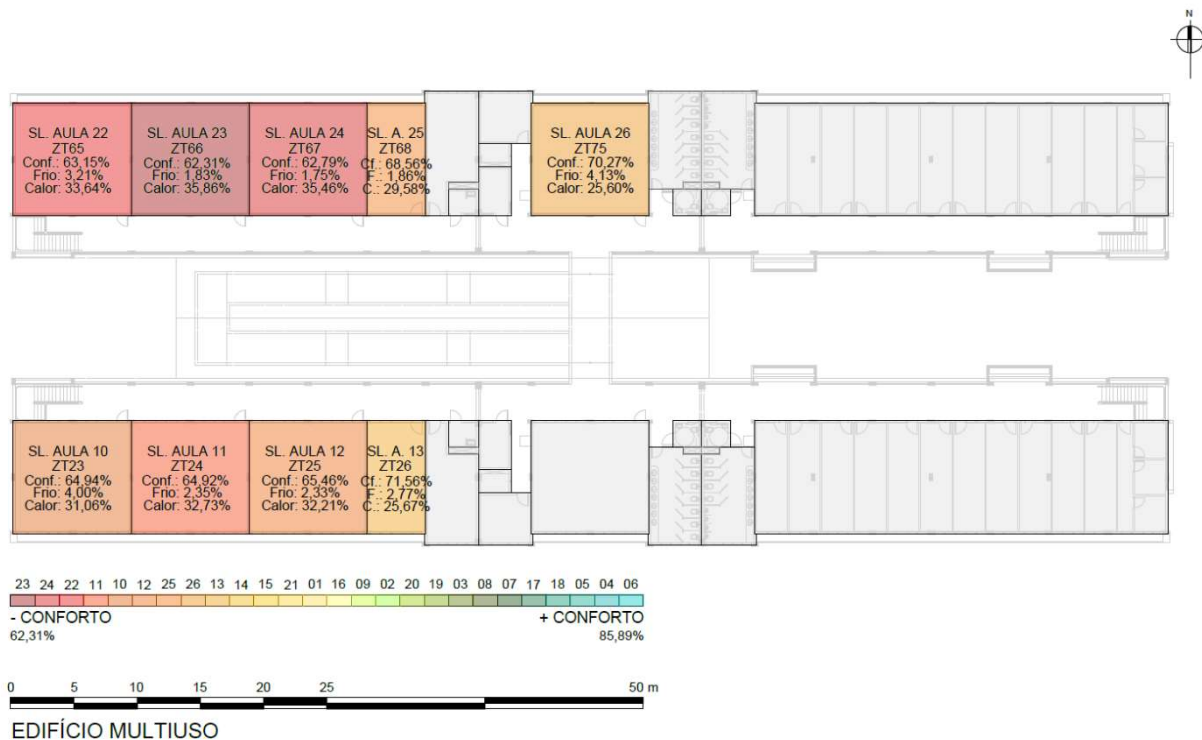 N
SL. AULA 22
ZT65
Conf.: 63,15%
Frio: 3,21%
Calor: 33,64%
SL. AULA 23
ZT66
Conf.: 62,31%
Frio: 1,83%
Calor: 35,86%
SL. AULA 24
ZT67
Conf.: 62,79%
Frio: 1,75%
Calor: 35,46%
SL. A. 25
ZT68
Cf.: 68,56%
F.: 1,86%
C.: 29,58%
SL. AULA 26
ZT75
Conf.: 70,27%
Frio: 4,13%
Calor: 25,60%
SL. AULA 10
ZT23
Conf.: 64,94%
Frio: 4,00%
Calor: 31,06%
SL. AULA 11
ZT24
Conf.: 64,92%
Frio: 2,35%
Calor: 32,73%
SL. AULA 12
ZT25
Conf.: 65,46%
Frio: 2,33%
Calor: 32,21%
SL. A. 13
ZT26
Cf.: 71,56%
F.: 2,77%
C.: 25,67%
23 24 22 11 10 12 25 26 13 14 15 21 01 16 09 02 20 19 03 08 07 17 18 05 04 06
- CONFORTO + CONFORTO
62,31% 85,89%
0 5 10 15 20 25 50 m
EDIFÍCIO MULTIUSO